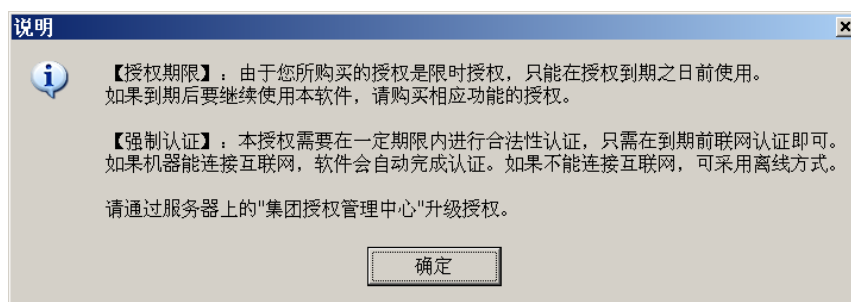 说明
【授权期限】：由于您所购买的授权是限时授权，只能在授权到期之日前使用。
如果到期后要继续使用本软件，请购买相应功能的授权。
【强制认证】：本授权需要在一定期限内进行合法性认证，只需在到期前联网认证即可。
如果机器能连接互联网，软件会自动完成认证。如果不能连接互联网，可采用离线方式。
请通过服务器上的"集团授权管理中心"升级授权。
确定